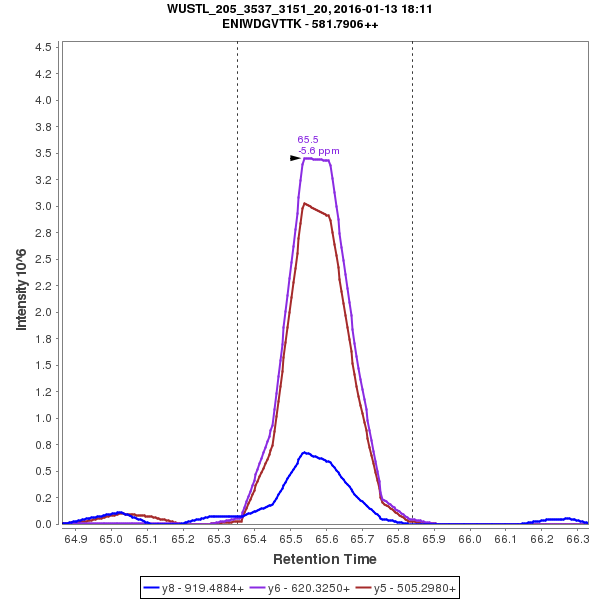 WUSTL_205_3537_3151_20, 2016-01-13 18:11
ENIWDGVTTK - 581.7906++
Intensity 10^6
4.5
4.2
4.0
3.8
3.5
3.2
3.0
2.8
2.5
2.2
2.0
1.8
1.5
1.2
1.0
0.8
0.5
0.2
0.0
65.5
-5.6 ppm
64.9 65.0 65.1 65.2 65.3 65.4 65.5 65.6 65.7 65.8 65.9 66.0 66.1 66.2 66.3
Retention Time
y8 - 919.4884+ y6 - 620.3250+ y5 - 505.2980+